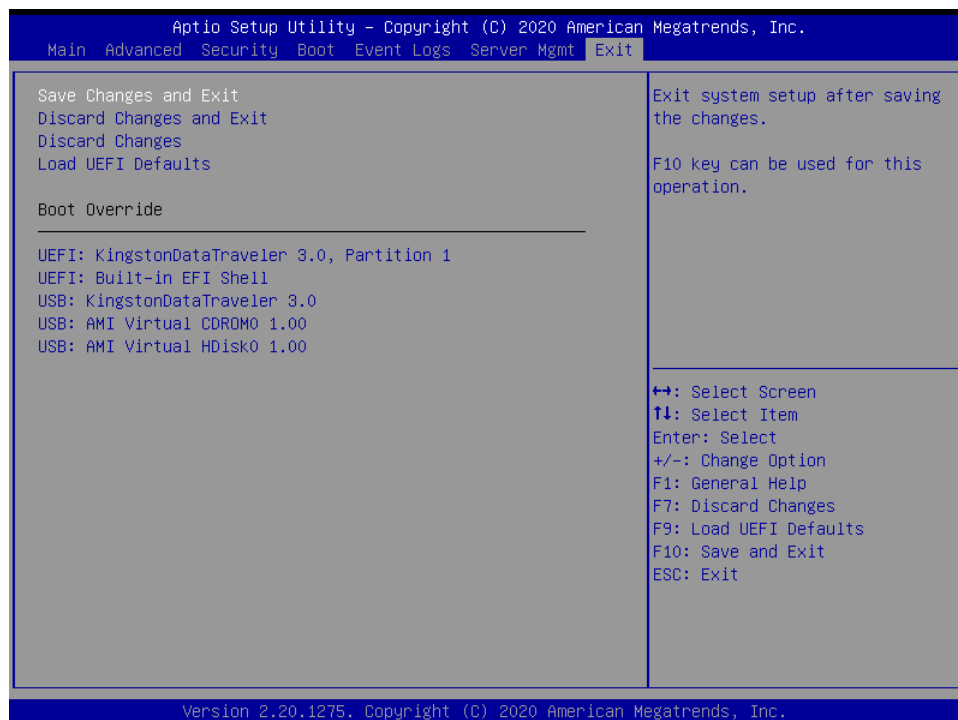 Aptio Setup Utility – Copyright (C) 2020 American Megatrends, Inc.
Main Advanced Security Boot Event Logs Server Mgmt Exit
Save Changes and Exit
Discard Changes and Exit
Discard Changes
Load UEFI Defaults
Boot Override
UEFI: KingstonDataTraveler 3.0, Partition 1
UEFI: Built-in EFI Shell
USB: KingstonDataTraveler 3.0
USB: AMI Virtual CDROM0 1.00
USB: AMI Virtual HDisk0 1.00
Exit system setup after saving
the changes.
F10 key can be used for this
operation.
↔: Select Screen
↑↓: Select Item
Enter: Select
+/-: Change Option
F1: General Help
F7: Discard Changes
F9: Load UEFI Defaults
F10: Save and Exit
ESC: Exit
Version 2.20.1275. Copyright (C) 2020 American Megatrends, Inc.